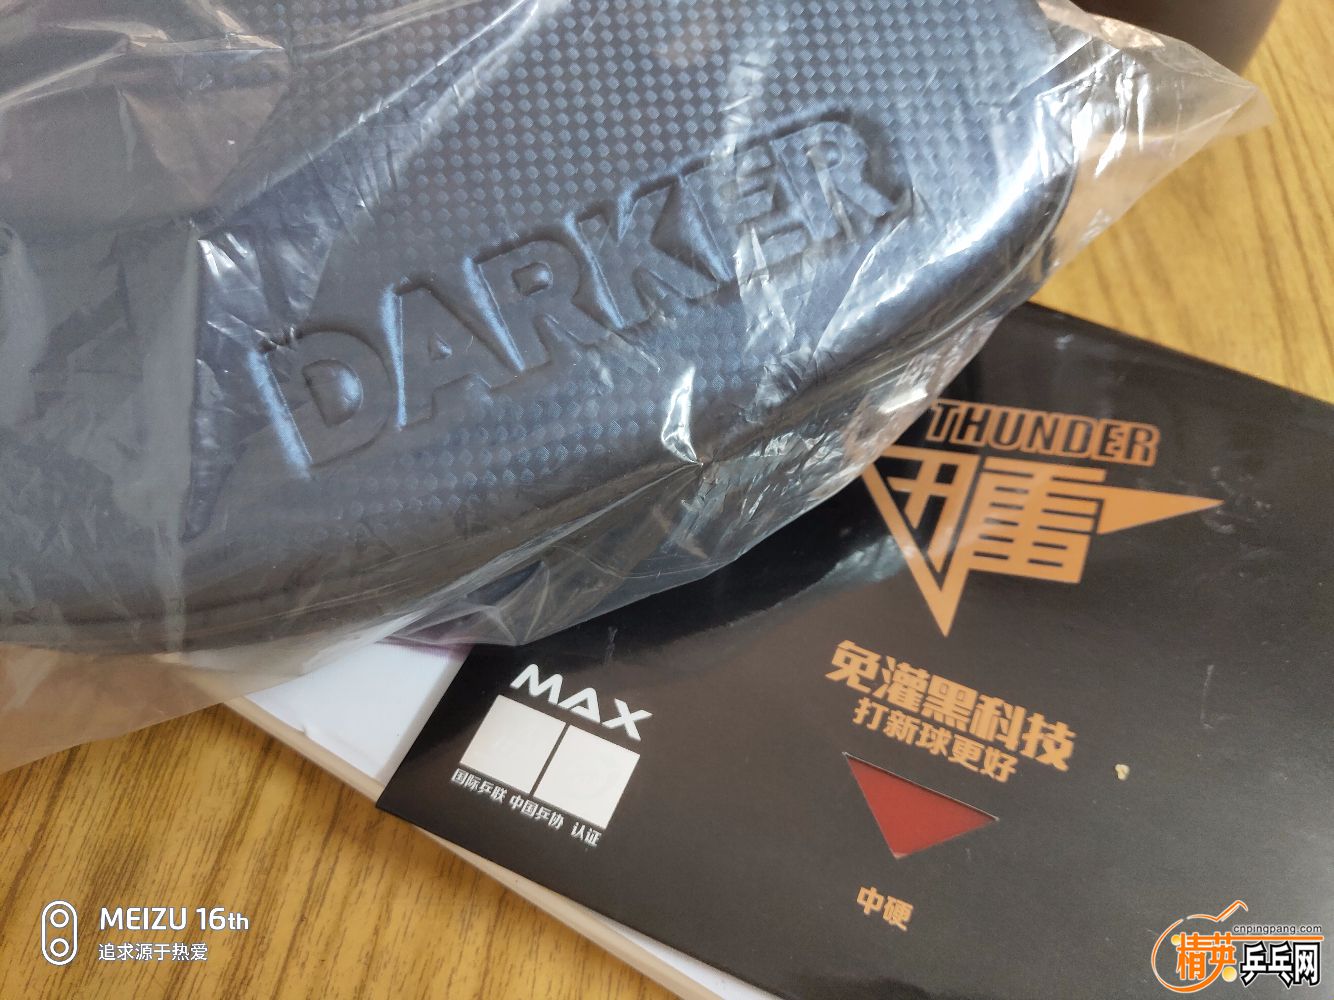 DARKER
THUNDER
迅雷
免灌黑科技
打新球更好
MAX
国际乒联 中国乒协 认证
中硬
MEIZU 16th
追求源于热爱
cnpingpang.com
精英乒乓网